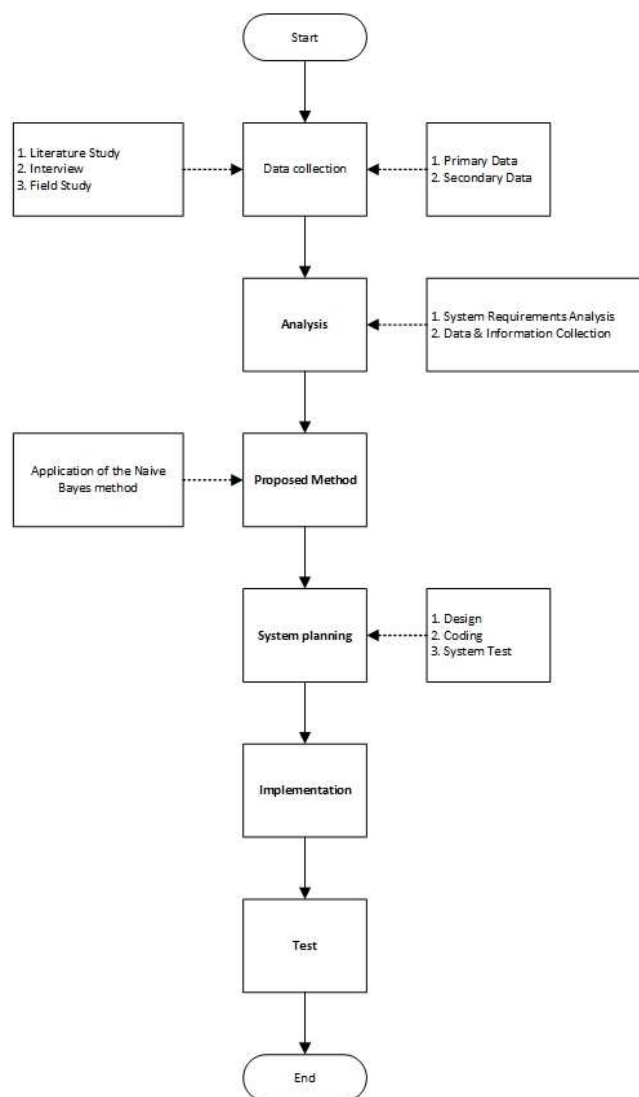 Start
1. Literature Study
2. Interview
3. Field Study
Data collection
1. Primary Data
2. Secondary Data
Analysis
1. System Requirements Analysis
2. Data & Information Collection
Application of the Naive
Bayes method
Proposed Method
System planning
1. Design
2. Coding
3. System Test
Implementation
Test
End